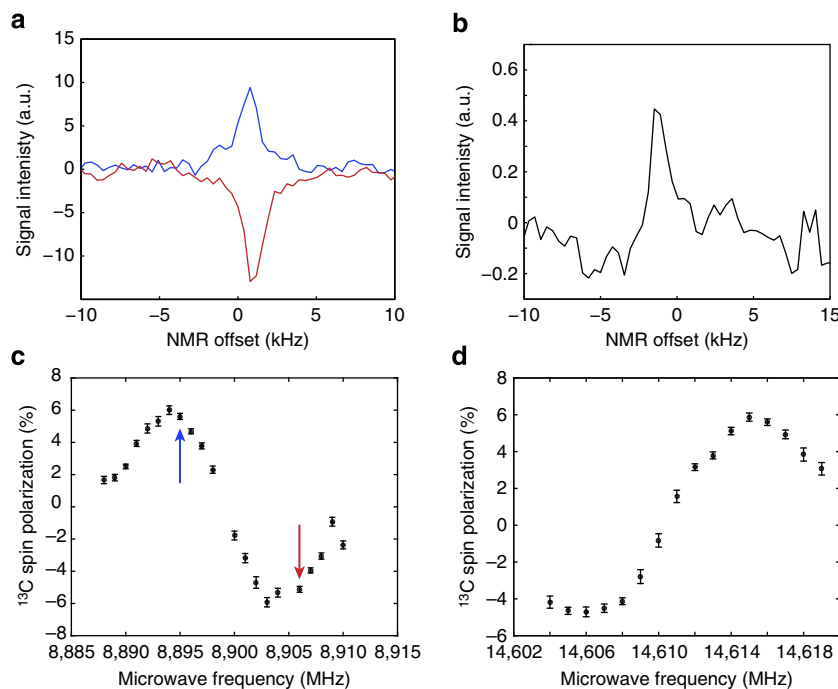 a
15
10
5
0
−5
−10
−10 −5 0 5 10
Signal intenisty (a.u.)
NMR offset (kHz)
b
0.6
0.4
0.2
0
−0.2
−10 −5 0 5 10 15
Signal intenisty (a.u.)
NMR offset (kHz)
c
8
6
4
2
0
−2
−4
−6
−8
8,885 8,890 8,895 8,900 8,905 8,910 8,915
¹³C spin polarization (%)
Microwave frequency (MHz)
d
8
6
4
2
0
−2
−4
−6
14,602 14,606 14,610 14,614 14,618
¹³C spin polarization (%)
Microwave frequency (MHz)